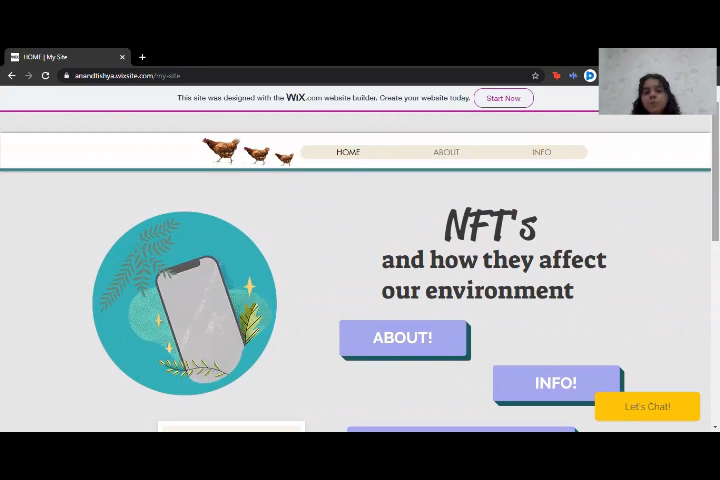 HOME | My Site
anandtishya.wixsite.com/my-site
This site was designed with the WiX.com website builder. Create your website today. Start Now
HOME ABOUT INFO
NFT's
and how they affect
our environment
ABOUT!
INFO!
Let's Chat!